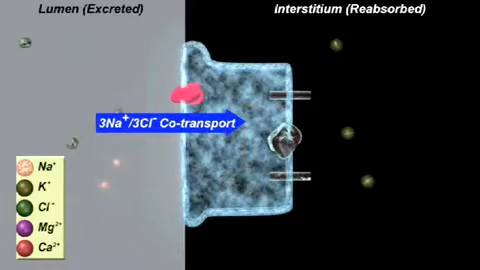 Lumen (Excreted) Interstitium (Reabsorbed)
3Na⁺/3Cl⁻ Co-transport
Na⁺
K⁺
Cl⁻
Mg²⁺
Ca²⁺